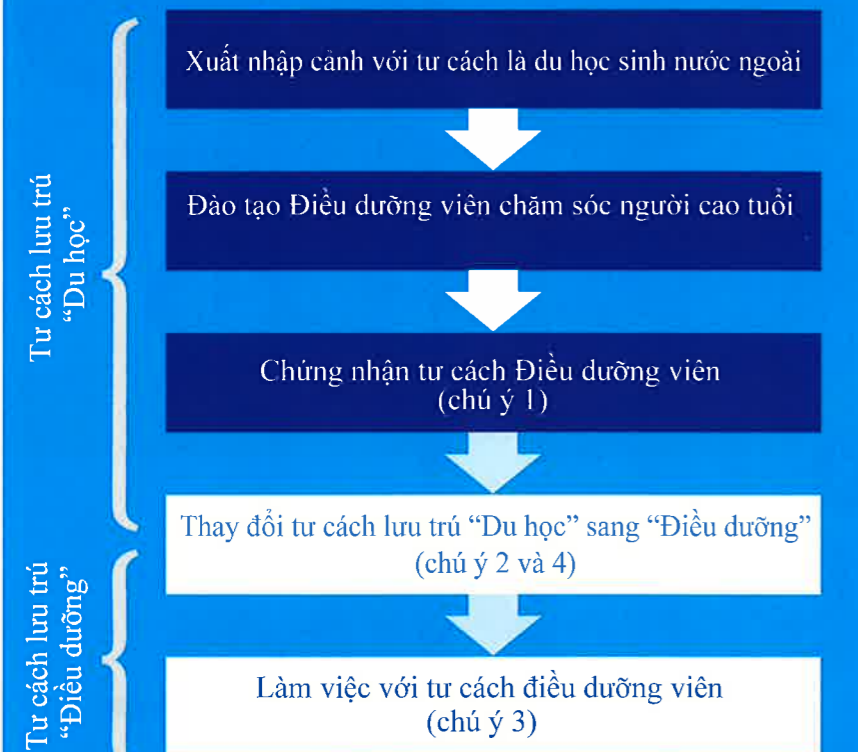 Tư cách lưu trú
“Du học”
Xuất nhập cảnh với tư cách là du học sinh nước ngoài
Đào tạo Điều dưỡng viên chăm sóc người cao tuổi
Chứng nhận tư cách Điều dưỡng viên
(chú ý 1)
Thay đổi tư cách lưu trú “Du học” sang “Điều dưỡng”
(chú ý 2 và 4)
Tư cách lưu trú
“Điều dưỡng”
Làm việc với tư cách điều dưỡng viên
(chú ý 3)